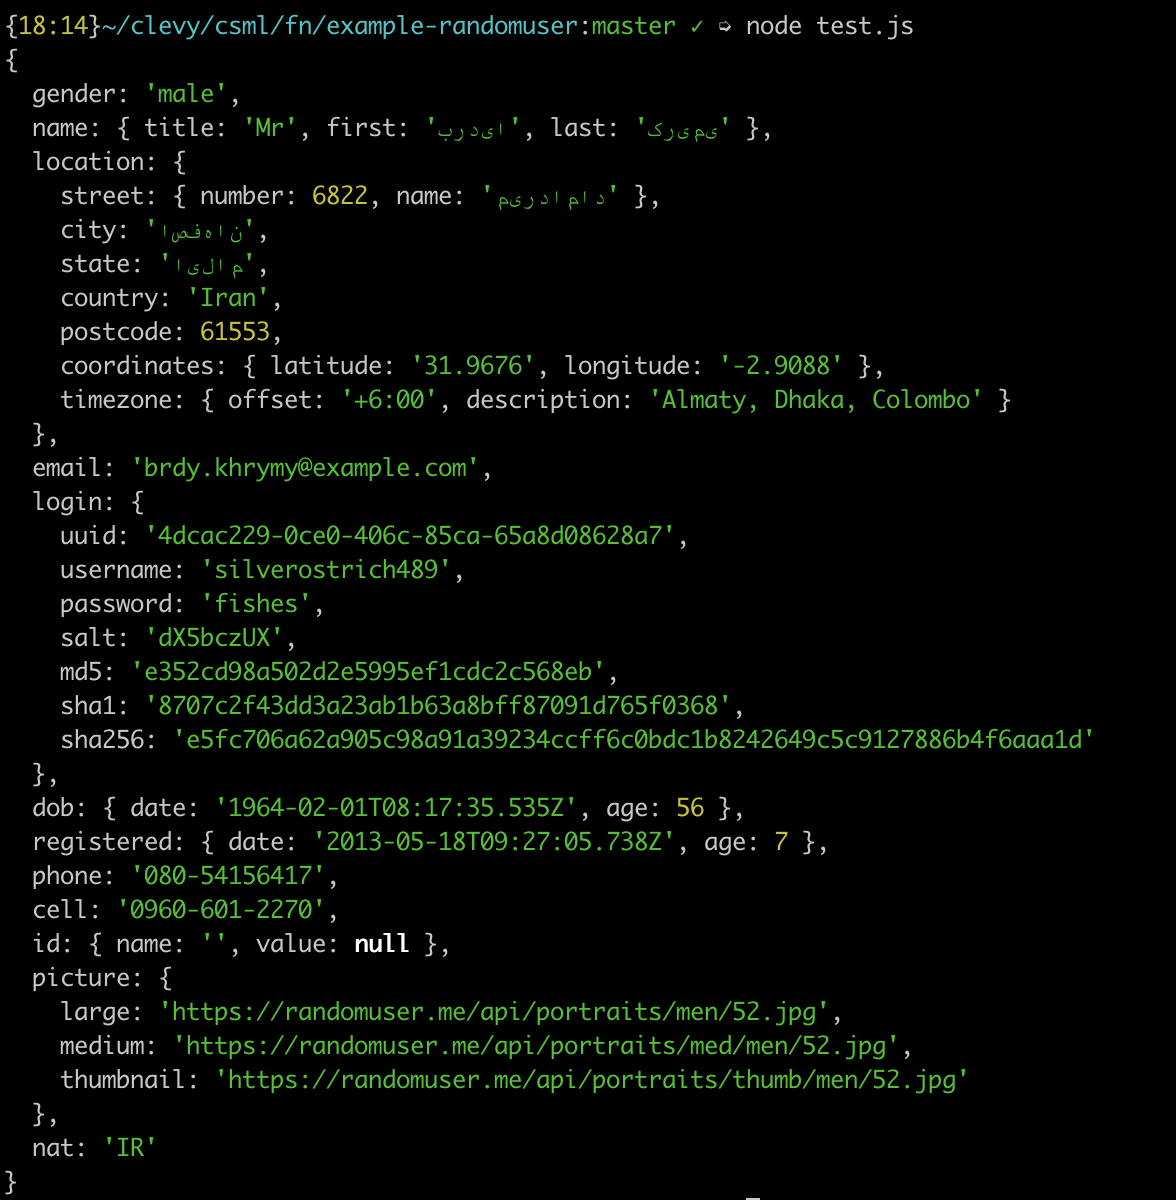 {18:14}~/clevy/csml/fn/example-randomuser:master ✓ ➭ node test.js
{
  gender: 'male',
  name: { title: 'Mr', first: 'بردیا', last: 'کریمی' },
  location: {
    street: { number: 6822, name: 'میرداماد' },
    city: 'اصفهان',
    state: 'ایلام',
    country: 'Iran',
    postcode: 61553,
    coordinates: { latitude: '31.9676', longitude: '-2.9088' },
    timezone: { offset: '+6:00', description: 'Almaty, Dhaka, Colombo' }
  },
  email: 'brdy.khrymy@example.com',
  login: {
    uuid: '4dcac229-0ce0-406c-85ca-65a8d08628a7',
    username: 'silverostrich489',
    password: 'fishes',
    salt: 'dX5bczUX',
    md5: 'e352cd98a502d2e5995ef1cdc2c568eb',
    sha1: '8707c2f43dd3a23ab1b63a8bff87091d765f0368',
    sha256: 'e5fc706a62a905c98a91a39234ccff6c0bdc1b8242649c5c9127886b4f6aaa1d'
  },
  dob: { date: '1964-02-01T08:17:35.535Z', age: 56 },
  registered: { date: '2013-05-18T09:27:05.738Z', age: 7 },
  phone: '080-54156417',
  cell: '0960-601-2270',
  id: { name: '', value: null },
  picture: {
    large: 'https://randomuser.me/api/portraits/men/52.jpg',
    medium: 'https://randomuser.me/api/portraits/med/men/52.jpg',
    thumbnail: 'https://randomuser.me/api/portraits/thumb/men/52.jpg'
  },
  nat: 'IR'
}